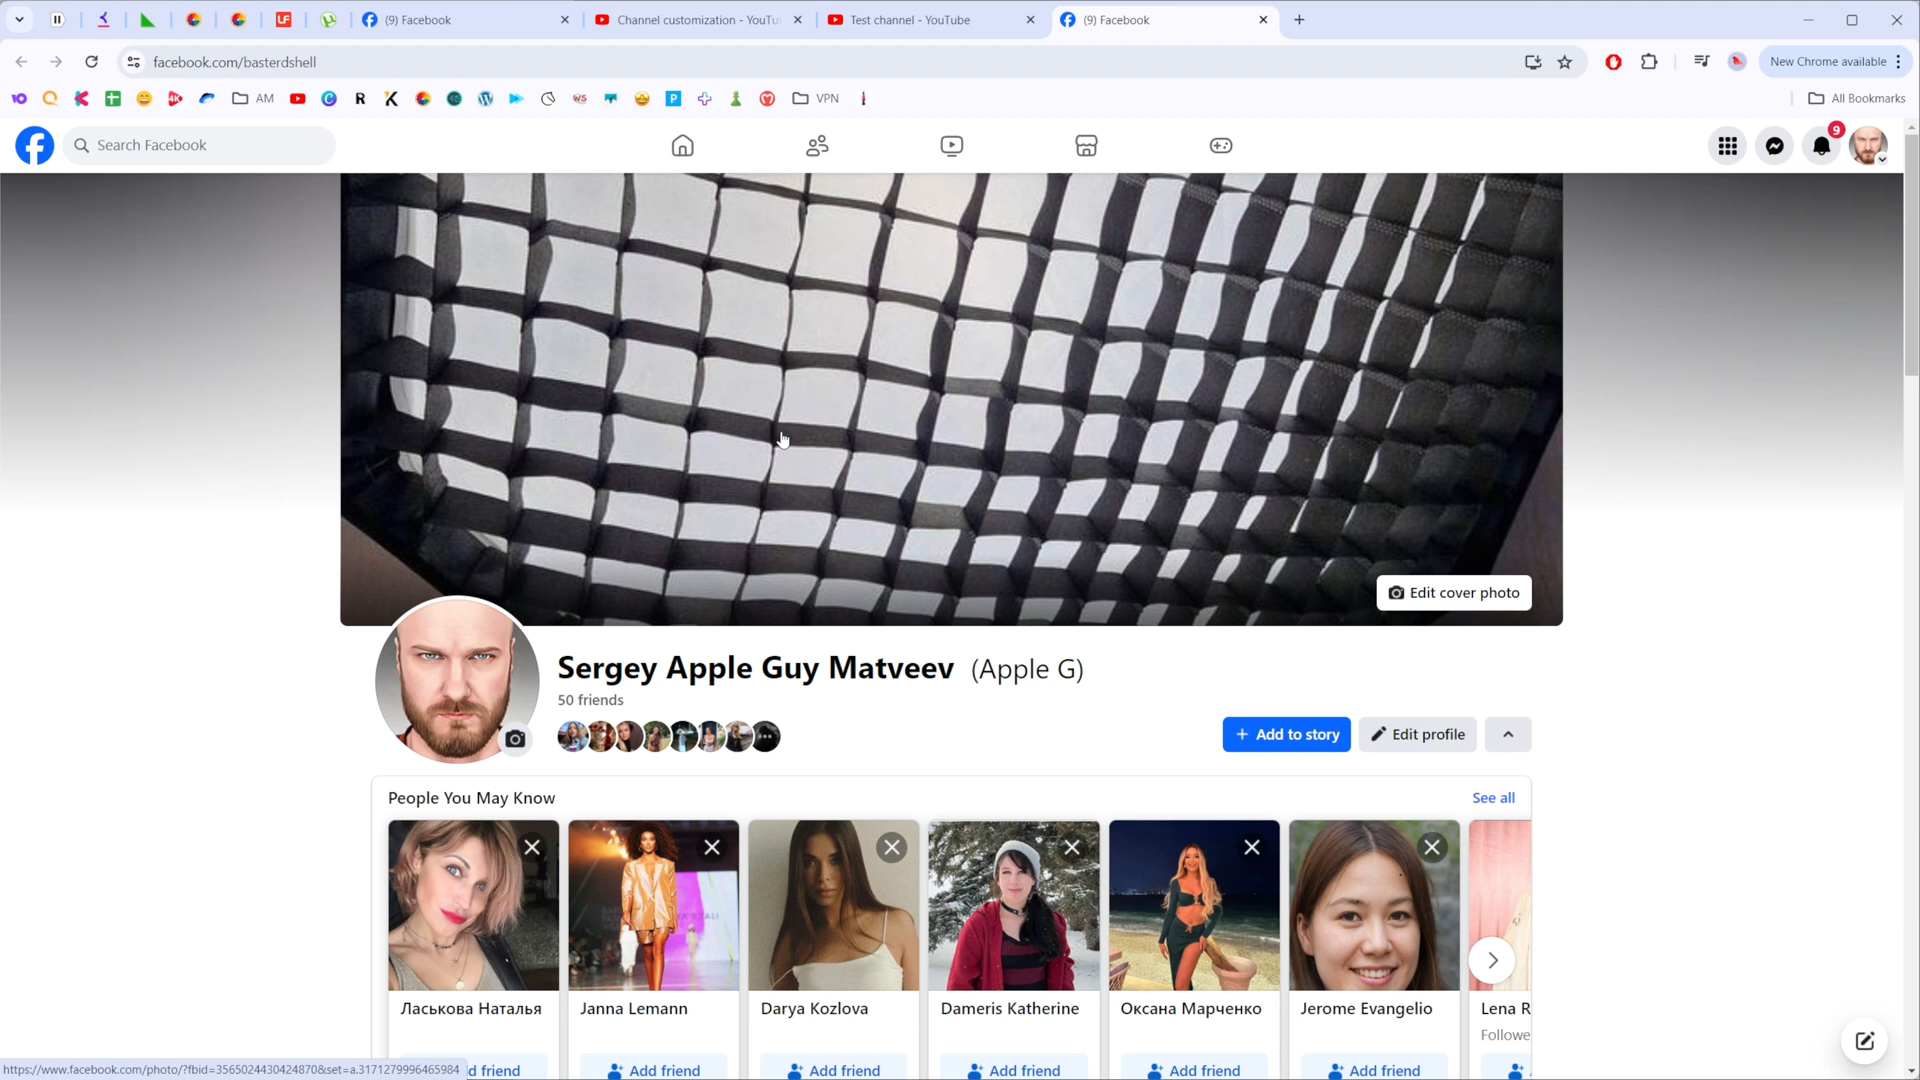 (9) Facebook
Channel customization - YouTu
Test channel - YouTube
(9) Facebook
facebook.com/basterdshell
New Chrome available
AM
VPN
All Bookmarks
Search Facebook
9
Edit cover photo
Sergey Apple Guy Matveev (Apple G)
50 friends
+ Add to story
Edit profile
People You May Know
See all
Ласькова Наталья
Janna Lemann
Darya Kozlova
Dameris Katherine
Оксана Марченко
Jerome Evangelio
Lena R
Followe
d friend
Add friend
Add friend
Add friend
Add friend
Add friend
https://www.facebook.com/photo/?fbid=3565024430424870&set=a.3171279996465984